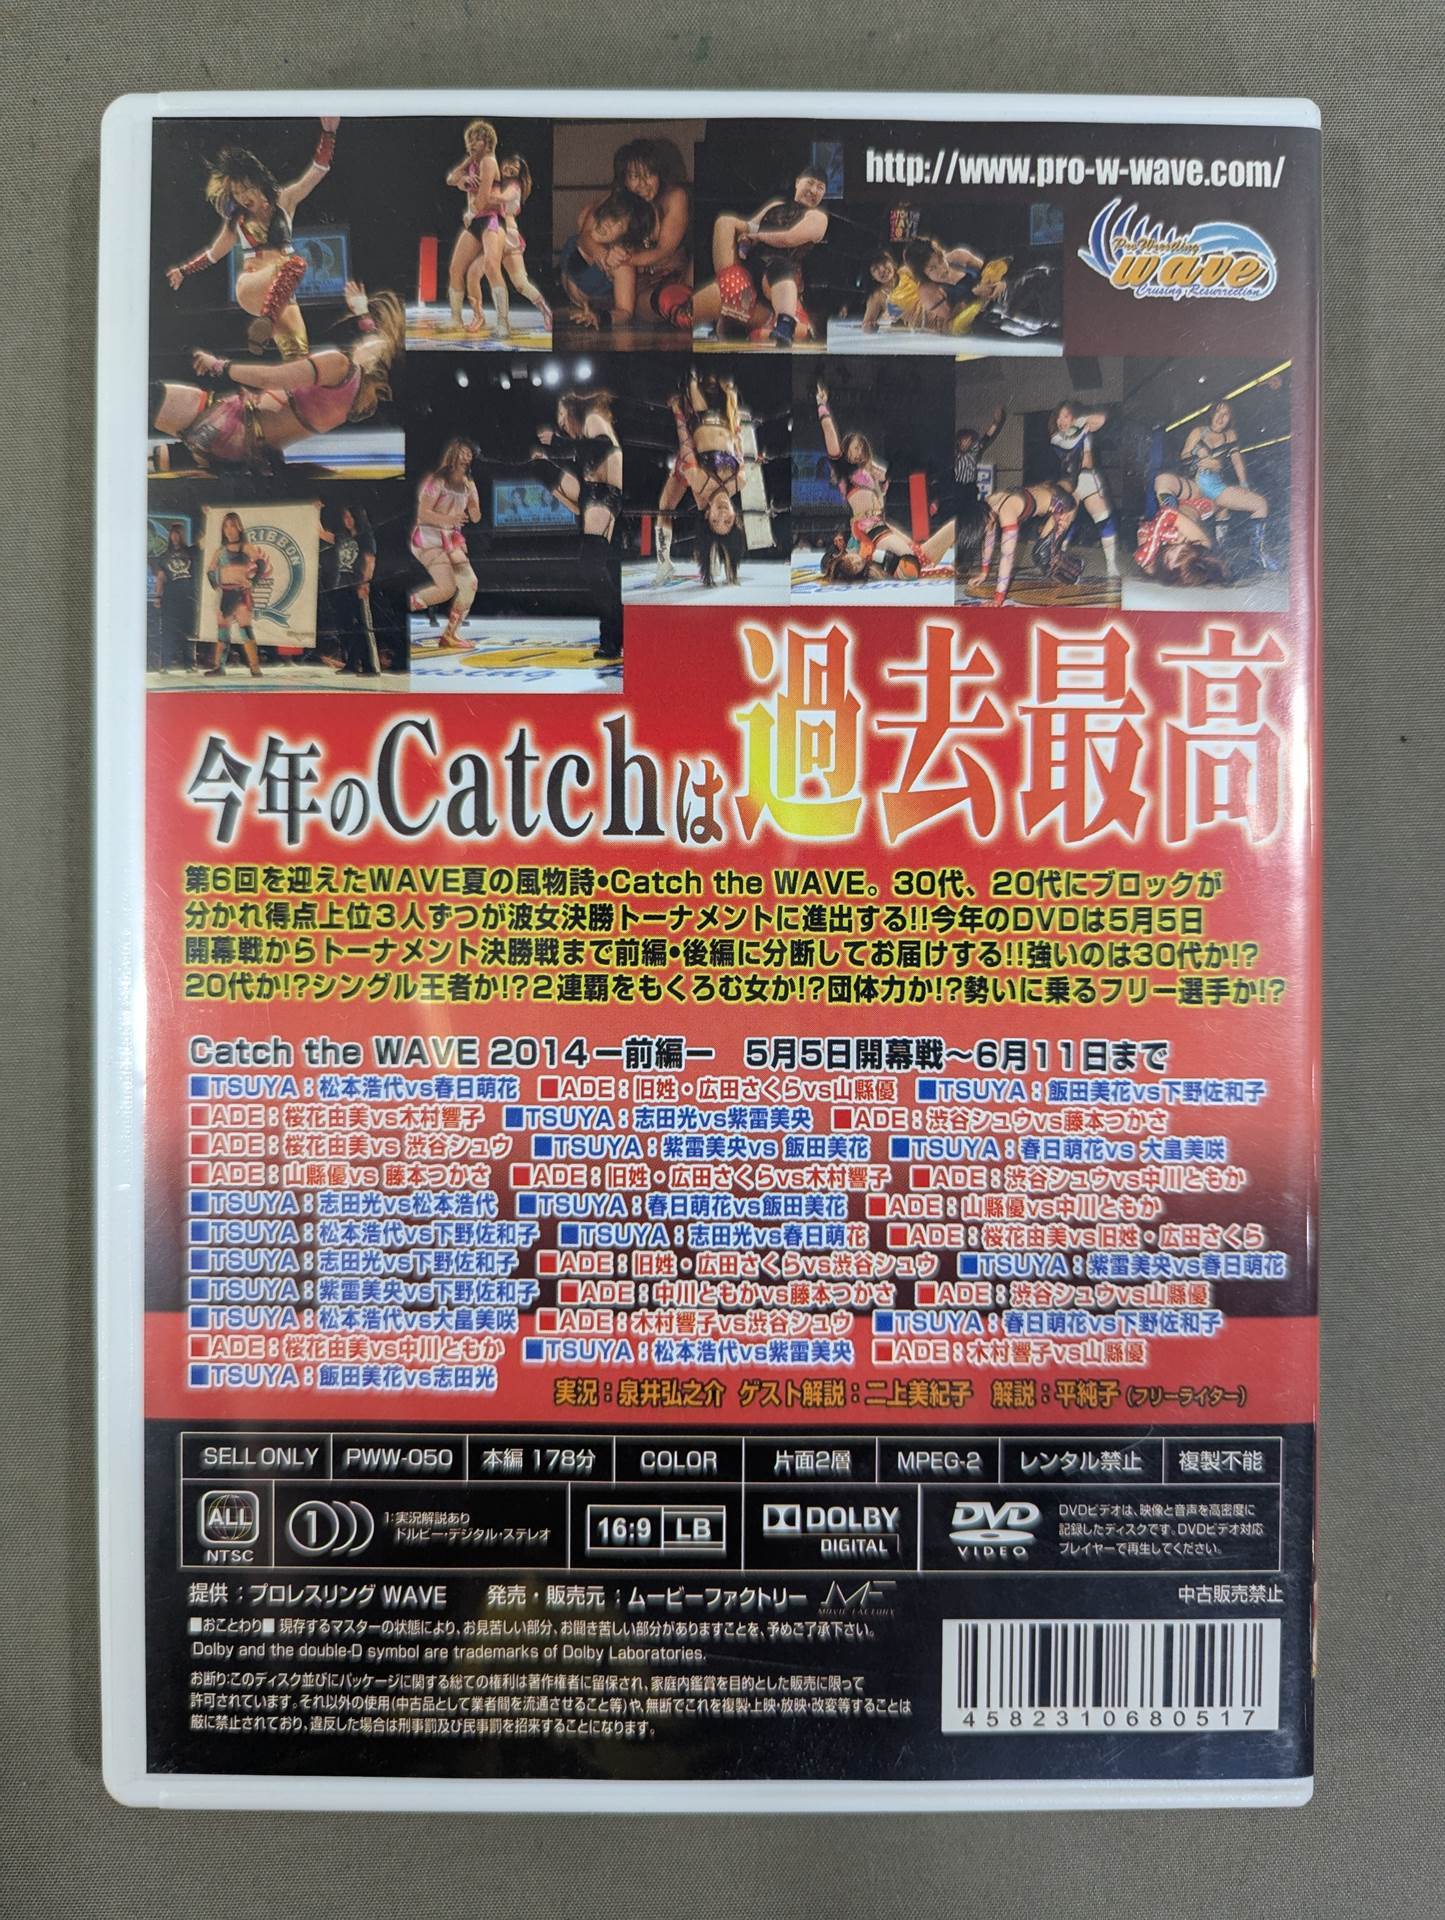 http://www.pro-w-wave.com/
Pro Wrestling
wave
Crusing Resurrection
RIEBON
今年のCatchは過去最高
第6回を迎えたWAVE夏の風物詩•Catch the WAVE。30代、20代にブロックが
分かれ得点上位３人ずつが波女決勝トーナメントに進出する!!今年のDVDは5月5日
開幕戦からトーナメント決勝戦まで前編•後編に分断してお届けする!!強いのは30代か!?
20代か!?シングル王者か!?２連覇をもくろむ女か!?団体力か!?勢いに乗るフリー選手か!?
Catch the WAVE 2014 ー前編ー 5月5日開幕戦〜6月11日まで
■TSUYA：松本浩代vs春日萌花 ■ADE：旧姓・広田さくらvs山縣優 ■TSUYA：飯田美花vs下野佐和子
■ADE：桜花由美vs木村響子 ■TSUYA：志田光vs紫雷美央 ■ADE：渋谷シュウvs藤本つかさ
■ADE：桜花由美vs 渋谷シュウ ■TSUYA：紫雷美央vs 飯田美花 ■TSUYA：春日萌花vs 大畠美咲
■ADE：山縣優vs 藤本つかさ ■ADE：旧姓・広田さくらvs木村響子 ■ADE：渋谷シュウvs中川ともか
■TSUYA：志田光vs松本浩代 ■TSUYA：春日萌花vs飯田美花 ■ADE：山縣優vs中川ともか
■TSUYA：松本浩代vs下野佐和子 ■TSUYA：志田光vs春日萌花 ■ADE：桜花由美vs旧姓・広田さくら
■TSUYA：志田光vs下野佐和子 ■ADE：旧姓・広田さくらvs渋谷シュウ ■TSUYA：紫雷美央vs春日萌花
■TSUYA：紫雷美央vs下野佐和子 ■ADE：中川ともかvs藤本つかさ ■ADE：渋谷シュウvs山縣優
■TSUYA：松本浩代vs大畠美咲 ■ADE：木村響子vs渋谷シュウ ■TSUYA：春日萌花vs下野佐和子
■ADE：桜花由美vs中川ともか ■TSUYA：松本浩代vs紫雷美央 ■ADE：木村響子vs山縣優
■TSUYA：飯田美花vs志田光
実況：泉井弘之介 ゲスト解説：二上美紀子 解説：平純子（フリーライター）
SELL ONLY PWW-050 本編 178分 COLOR 片面2層 MPEG-2 レンタル禁止 複製不能
ALL
NTSC
1
1:実況解説あり
ドルビー・デジタル・ステレオ
16:9 LB
DOLBY
DIGITAL
DVD
VIDEO
DVDビデオは、映像と音声を高密度に
記録したディスクです。DVDビデオ対応
プレイヤーで再生してください。
提供：プロレスリング WAVE 発売・販売元：ムービーファクトリー MF MOVIE FACTORY 中古販売禁止
■おことわり■ 現存するマスターの状態により、お見苦しい部分、お聞き苦しい部分がありますことを、予めご了承下さい。
Dolby and the double-D symbol are trademarks of Dolby Laboratories.
お断り:このディスク並びにパッケージに関する総ての権利は著作権者に留保され、家庭内鑑賞を目的とした販売に限って
許可されています。それ以外の使用(中古品として業者間を流通させること等)や、無断でこれを複製・上映・放映・改変等することは
厳に禁止されており、違反した場合は刑事罰及び民事罰を招来することになります。
4582310680517